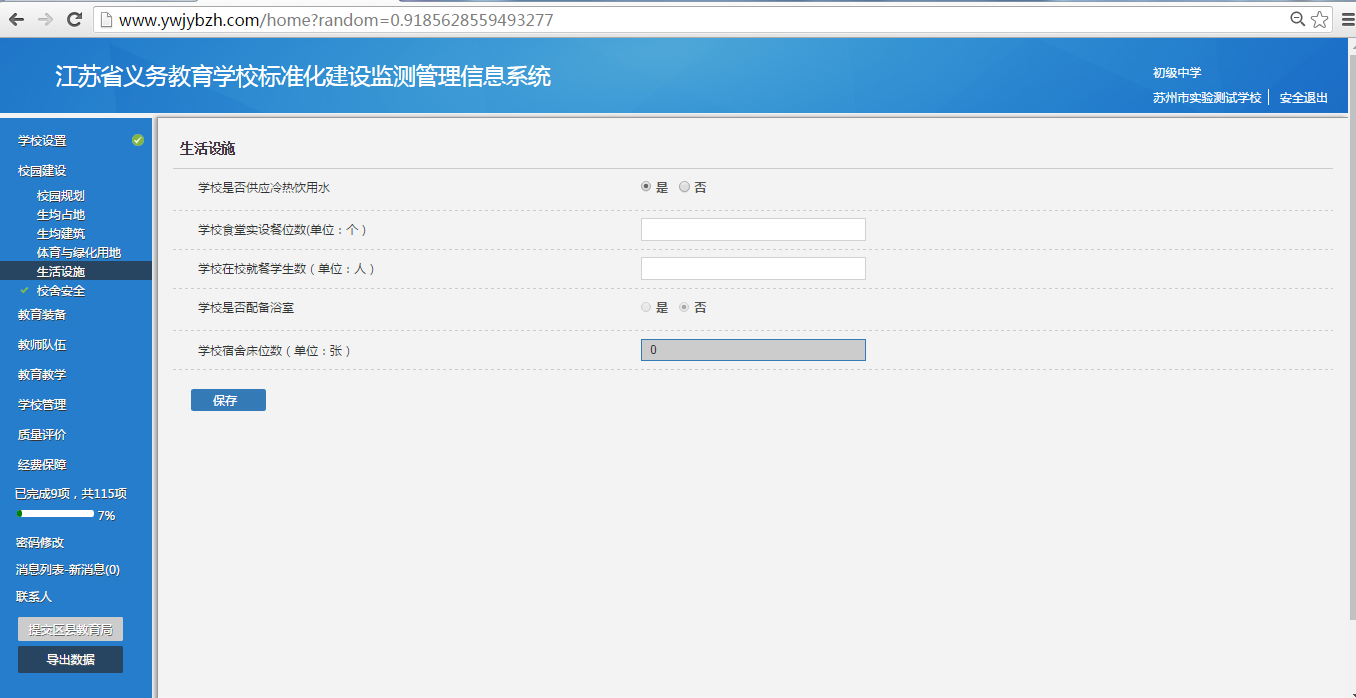 www.ywjybzh.com/home?random=0.9185628559493277
江苏省义务教育学校标准化建设监测管理信息系统
初级中学
苏州市实验测试学校 | 安全退出
学校设置
校园建设
校园规划
生均占地
生均建筑
体育与绿化用地
生活设施
校舍安全
教育装备
教师队伍
教育教学
学校管理
质量评价
经费保障
已完成9项，共115项
7%
密码修改
消息列表-新消息(0)
联系人
提交区县教育局
导出数据
生活设施
学校是否供应冷热饮用水 是 否
学校食堂实设餐位数(单位：个）
学校在校就餐学生数（单位：人）
学校是否配备浴室 是 否
学校宿舍床位数（单位：张） 0
保存